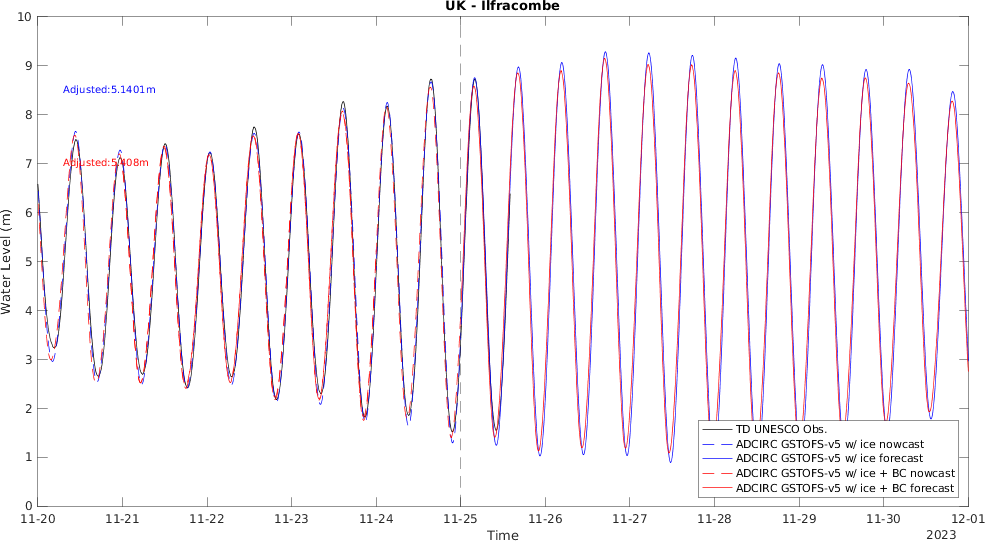 UK - Ilfracombe
10
9
8
7
6
5
4
3
2
1
0
Water Level (m)
Adjusted:5.1401m
Adjusted:5.408m
TD UNESCO Obs.
ADCIRC GSTOFS-v5 w/ ice nowcast
ADCIRC GSTOFS-v5 w/ ice forecast
ADCIRC GSTOFS-v5 w/ ice + BC nowcast
ADCIRC GSTOFS-v5 w/ ice + BC forecast
11-20 11-21 11-22 11-23 11-24 11-25 11-26 11-27 11-28 11-29 11-30 12-01
Time 2023